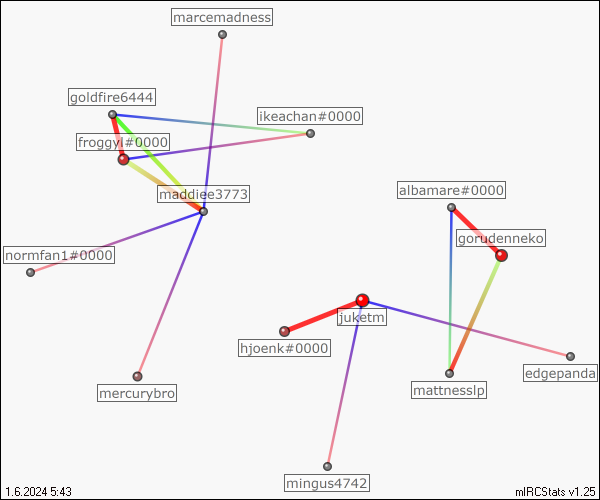 marcemadness
goldfire6444
ikeachan#0000
froggyl#0000
maddiee3773
albamare#0000
gorudenneko
normfan1#0000
juketm
hjoenk#0000
edgepanda
mercurybro
mattnesslp
mingus4742
1.6.2024 5:43
mIRCStats v1.25